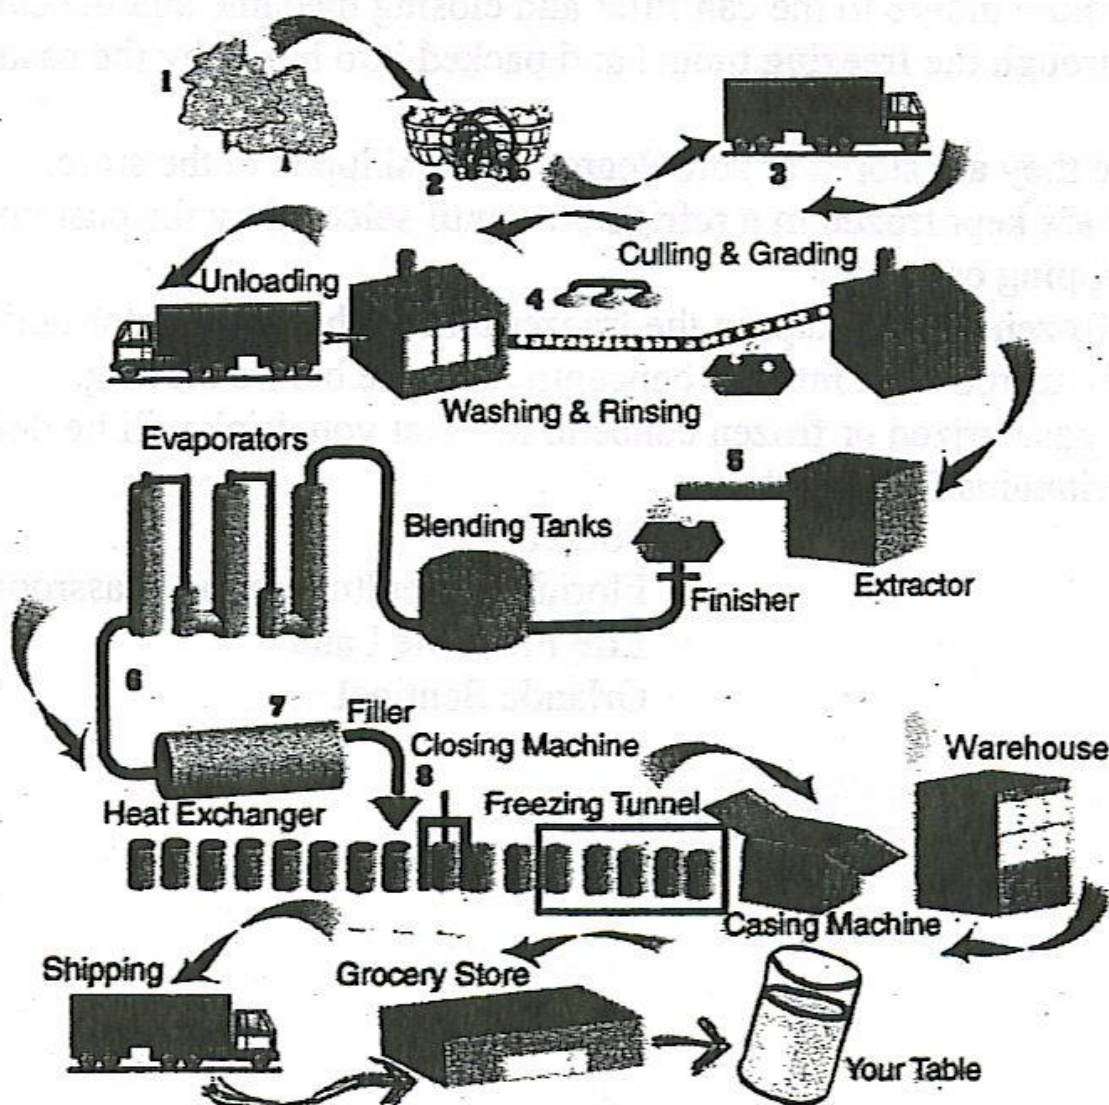 1
2
3
Unloading
4
Culling & Grading
Washing & Rinsing
Evaporators
5
Blending Tanks
Finisher
Extractor
6
7
Filler
Closing Machine
8
Heat Exchanger
Freezing Tunnel
Warehouse
Casing Machine
Shipping
Grocery Store
Your Table